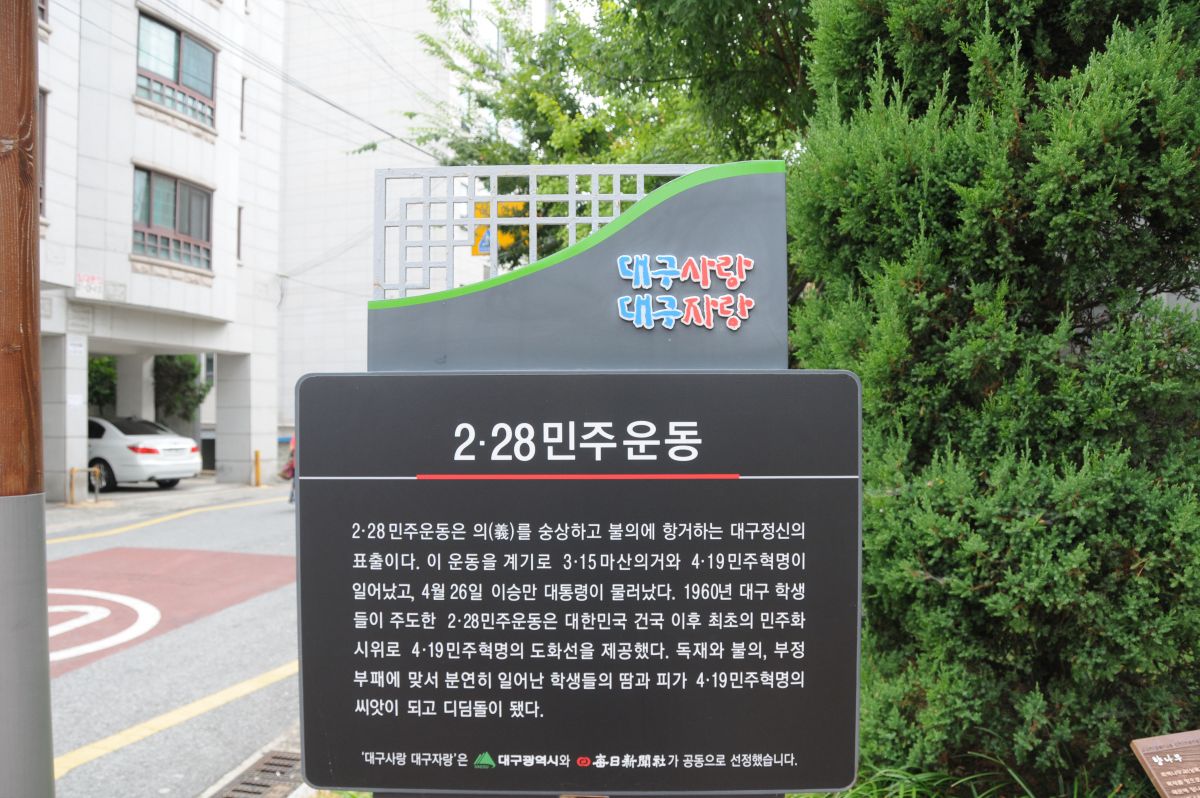 대구사랑
대구자랑
2·28민주운동
2·28민주운동은 의(義)를 숭상하고 불의에 항거하는 대구정신의
표출이다. 이 운동을 계기로 3·15마산의거와 4·19민주혁명이
일어났고, 4월 26일 이승만 대통령이 물러났다. 1960년 대구 학생
들이 주도한 2·28민주운동은 대한민국 건국 이후 최초의 민주화
시위로 4·19민주혁명의 도화선을 제공했다. 독재와 불의, 부정
부패에 맞서 분연히 일어난 학생들의 땀과 피가 4·19민주혁명의
씨앗이 되고 디딤돌이 됐다.
'대구사랑 대구자랑'은 대구광역시와 每日新聞社가 공동으로 선정했습니다.
향나무